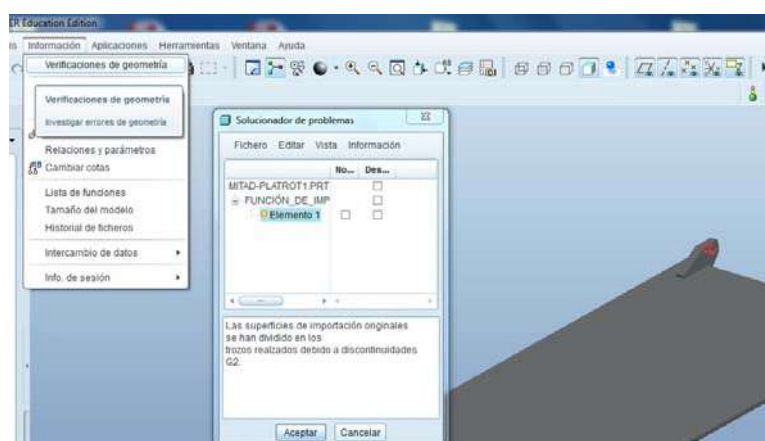 R Education Edition
Información Aplicaciones Herramientas Ventana Ayuda
Verificaciones de geometría
Verificaciones de geometría
Investigar errores de geometría
Relaciones y parámetros
Cambiar cotas
Lista de funciones
Tamaño del modelo
Historial de ficheros
Intercambio de datos
Info. de sesión
Solucionador de problemas
Fichero Editar Vista Información
No... Des...
MITAD-PLATROT1.PRT
FUNCIÓN_DE_IMP
Elemento 1
Las superficies de importación originales
se han dividido en los
trozos realzados debido a discontinuidades
G2.
Aceptar Cancelar